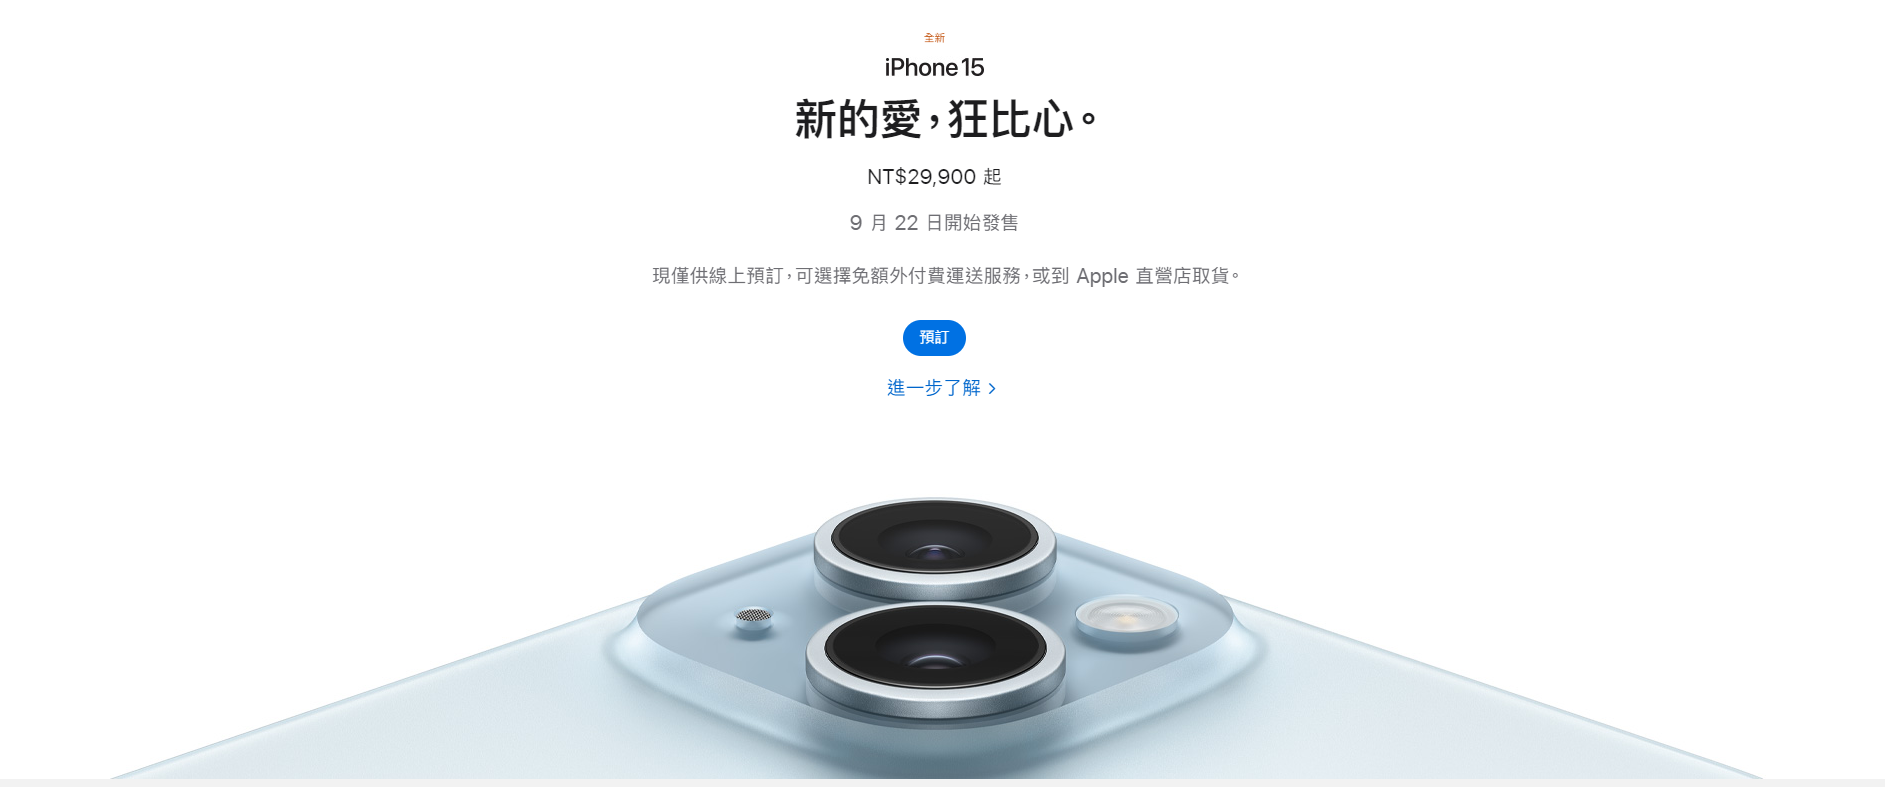 全新
iPhone 15
新的愛，狂比心。
NT$29,900 起
9 月 22 日開始發售
現僅供線上預訂，可選擇免額外付費運送服務，或到 Apple 直營店取貨。
預訂
進一步了解 >